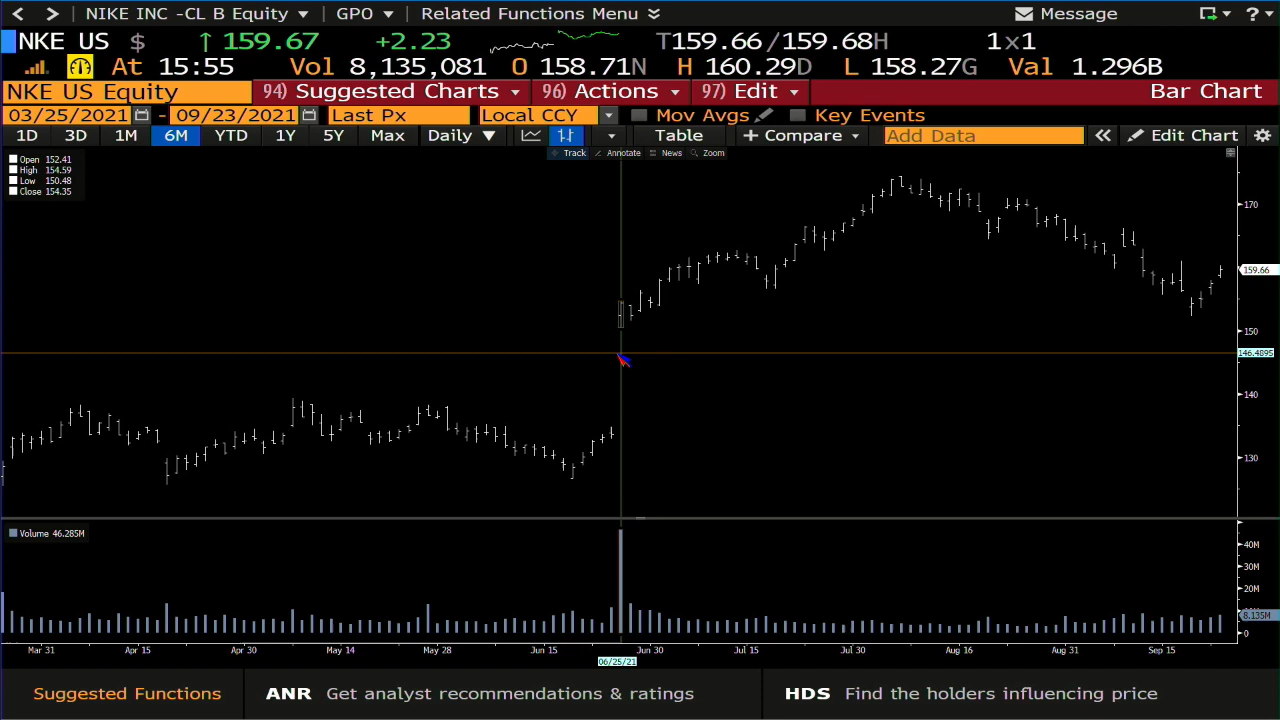 < > NIKE INC -CL B Equity GPO Related Functions Menu Message ?
NKE US $ ↑ 159.67 +2.23 T159.66/159.68H 1x1
At 15:55 Vol 8,135,081 O 158.71N H 160.29D L 158.27G Val 1.296B
NKE US Equity 94) Suggested Charts 96) Actions 97) Edit Bar Chart
03/25/2021 - 09/23/2021 Last Px Local CCY Mov Avgs Key Events
1D 3D 1M 6M YTD 1Y 5Y Max Daily ▼ Table + Compare Add Data « Edit Chart
Track Annotate News Zoom
Open 152.41
High 154.59
Low 150.48
Close 154.35
170
159.66
150
146.4895
140
130
Volume 46.285M
40M
30M
20M
8.135M
0
Mar 31 Apr 15 Apr 30 May 14 May 28 Jun 15 Jun 30 Jul 15 Jul 30 Aug 16 Aug 31 Sep 15
06/25/21
Suggested Functions ANR Get analyst recommendations & ratings HDS Find the holders influencing price